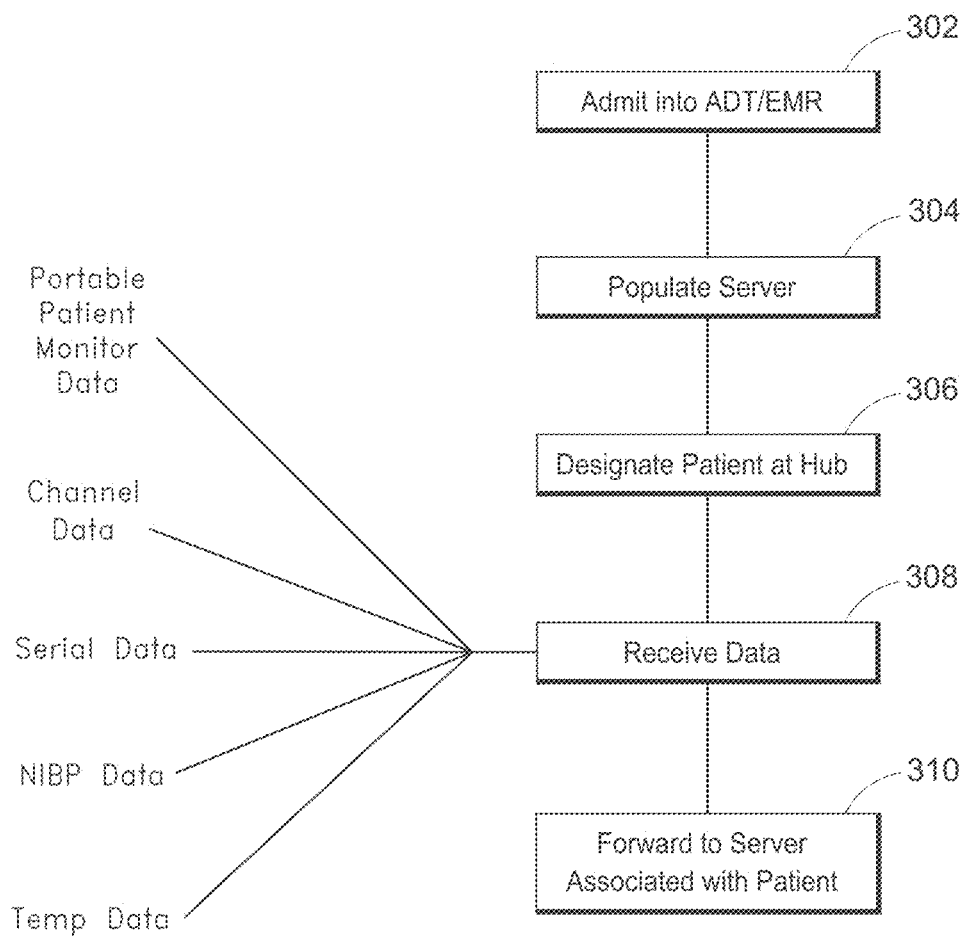 302
Admit into ADT/EMR
304
Populate Server
306
Designate Patient at Hub
308
Receive Data
310
Forward to Server
Associated with Patient
Portable
Patient
Monitor
Data
Channel
Data
Serial Data
NIBP Data
Temp Data